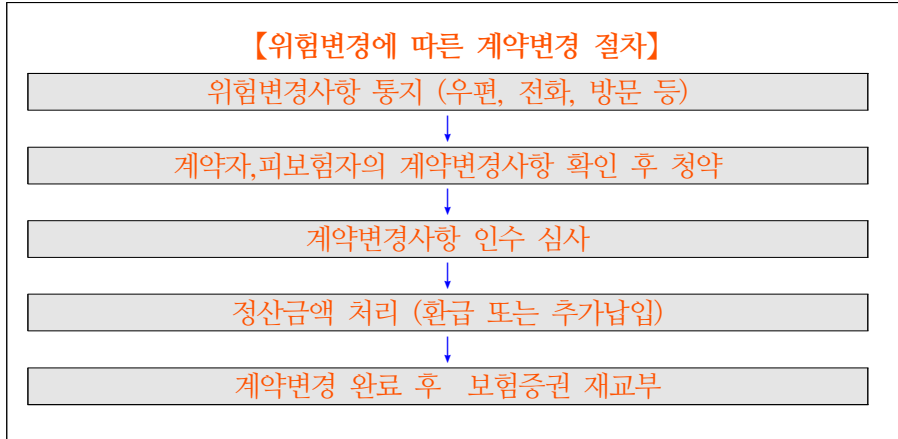 【위험변경에 따른 계약변경 절차】
위험변경사항 통지 (우편, 전화, 방문 등)
계약자,피보험자의 계약변경사항 확인 후 청약
계약변경사항 인수 심사
정산금액 처리 (환급 또는 추가납입)
계약변경 완료 후 보험증권 재교부